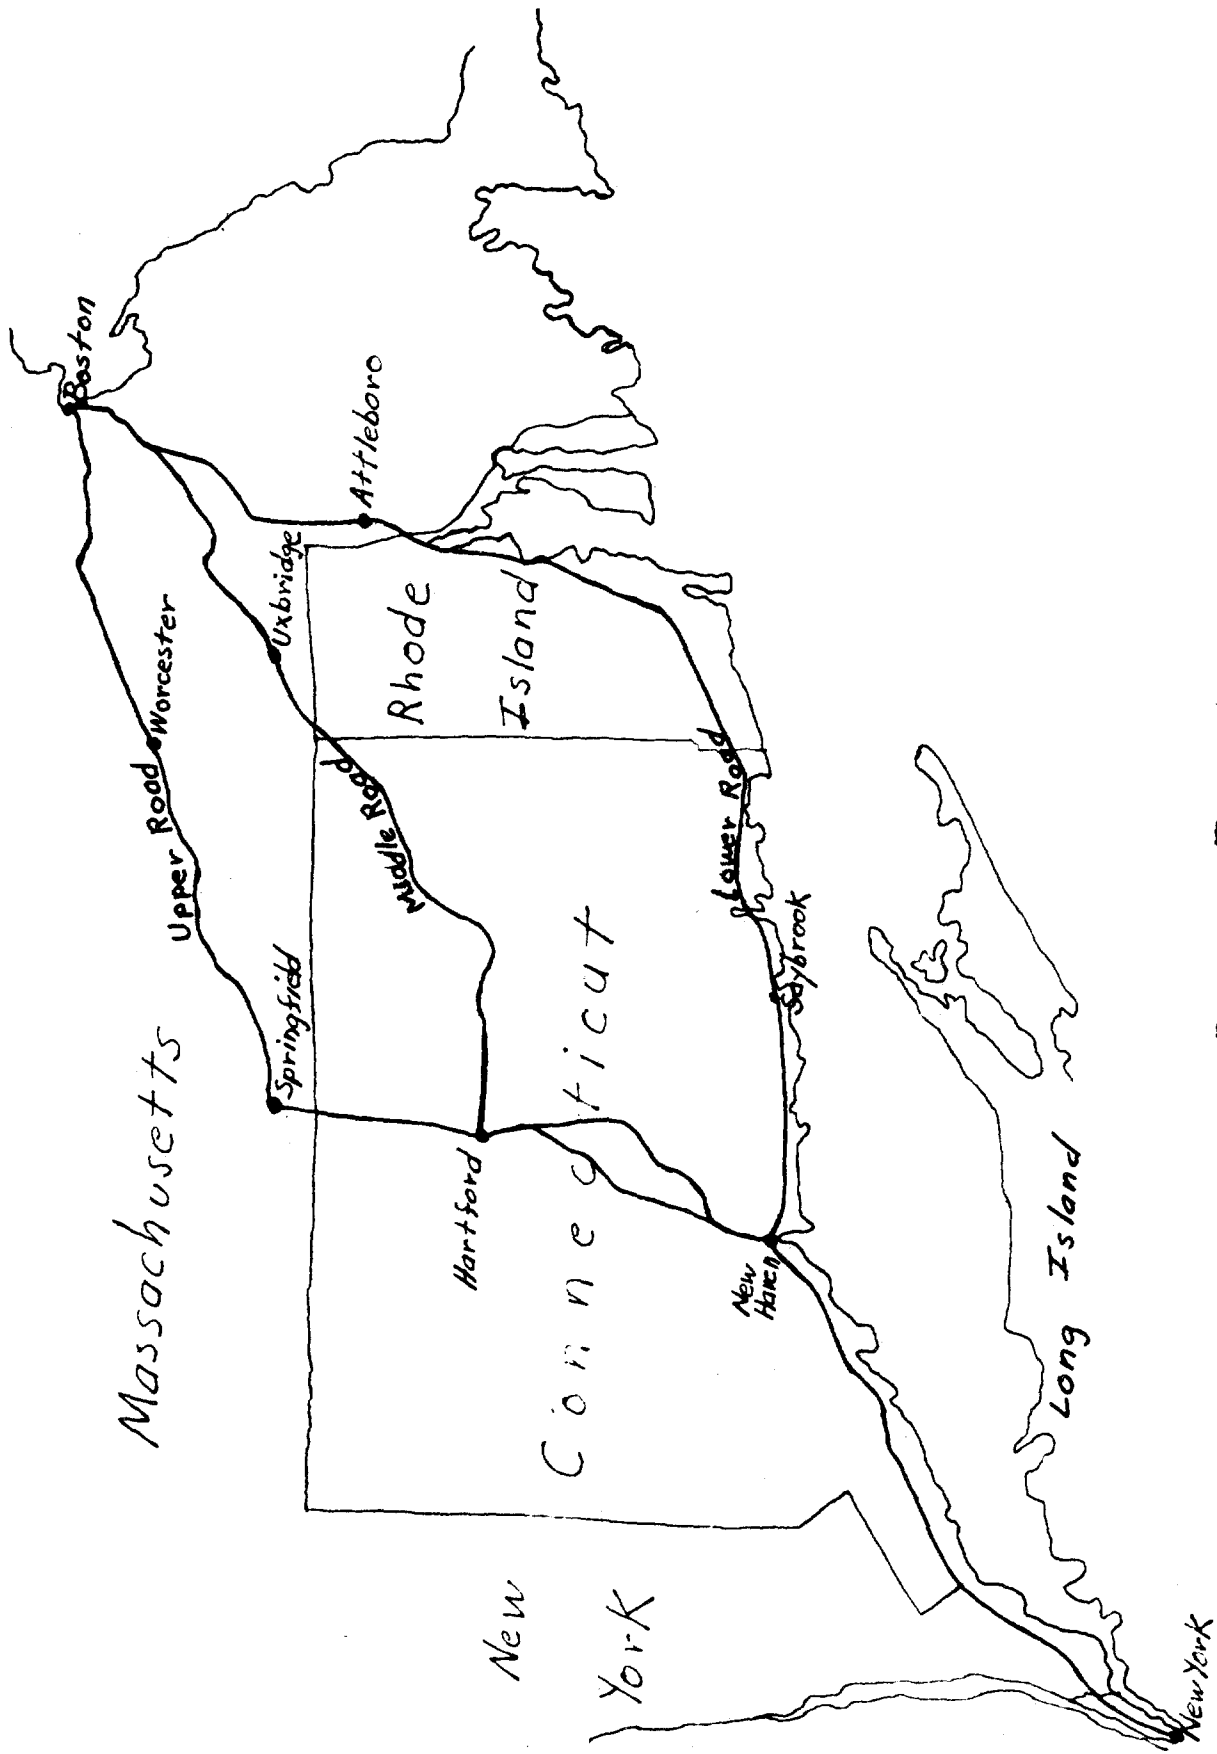 Massachusetts
Boston
Upper Road
Worcester
Springfield
Uxbridge
Attleboro
Middle Road
Rhode
Island
Hartford
Connecticut
Lower Road
Saybrook
New
Haven
New
York
Long Island
New York